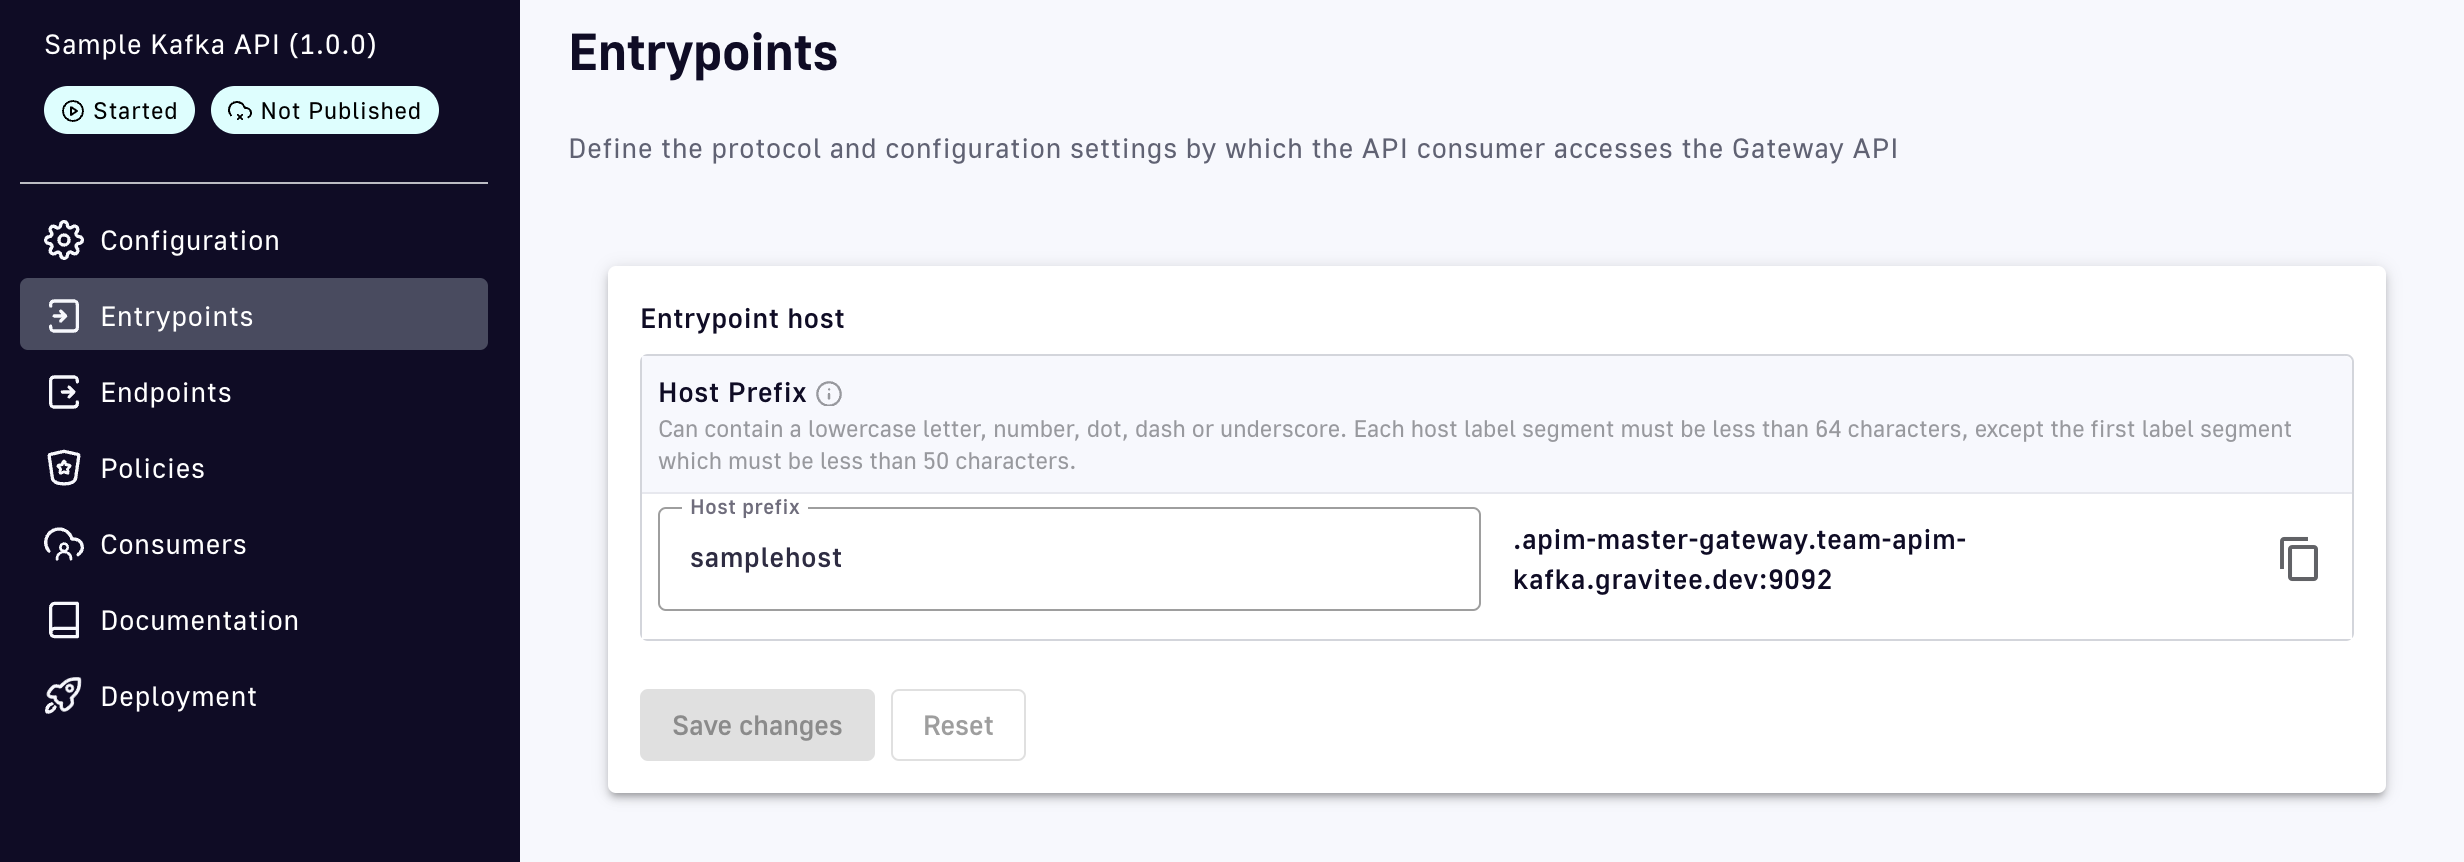 Sample Kafka API (1.0.0)
Started
Not Published
Configuration
Entrypoints
Endpoints
Policies
Consumers
Documentation
Deployment
Entrypoints
Define the protocol and configuration settings by which the API consumer accesses the Gateway API
Entrypoint host
Host Prefix
Can contain a lowercase letter, number, dot, dash or underscore. Each host label segment must be less than 64 characters, except the first label segment
which must be less than 50 characters.
Host prefix
samplehost
.apim-master-gateway.team-apim-
kafka.gravitee.dev:9092
Save changes
Reset